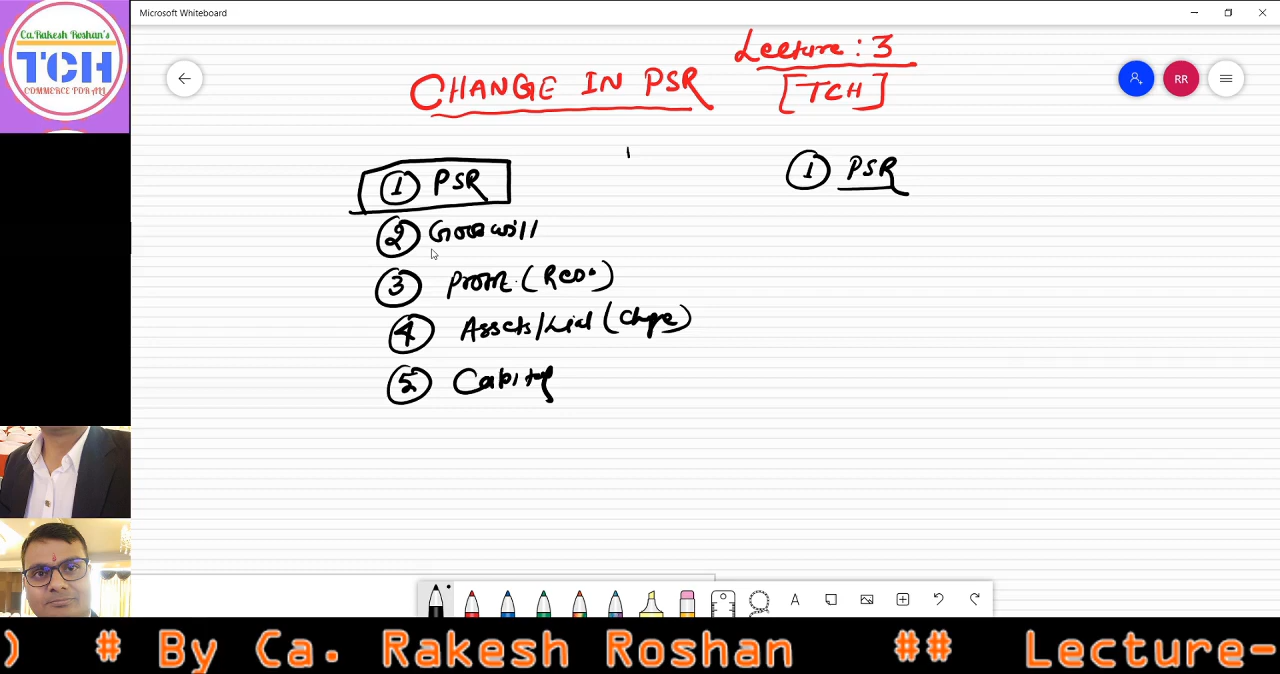 Microsoft Whiteboard
Ca.Rakesh Roshan's
TCH
COMMERCE FOR ALL
Lecture : 3
CHANGE IN PSR
[TCH]
RR
① PSR
① PSR
② Goodwill
③ Profit (Res.)
④ Assets/Liab (Chge)
⑤ Capital
A
) # By Ca. Rakesh Roshan ## Lecture-